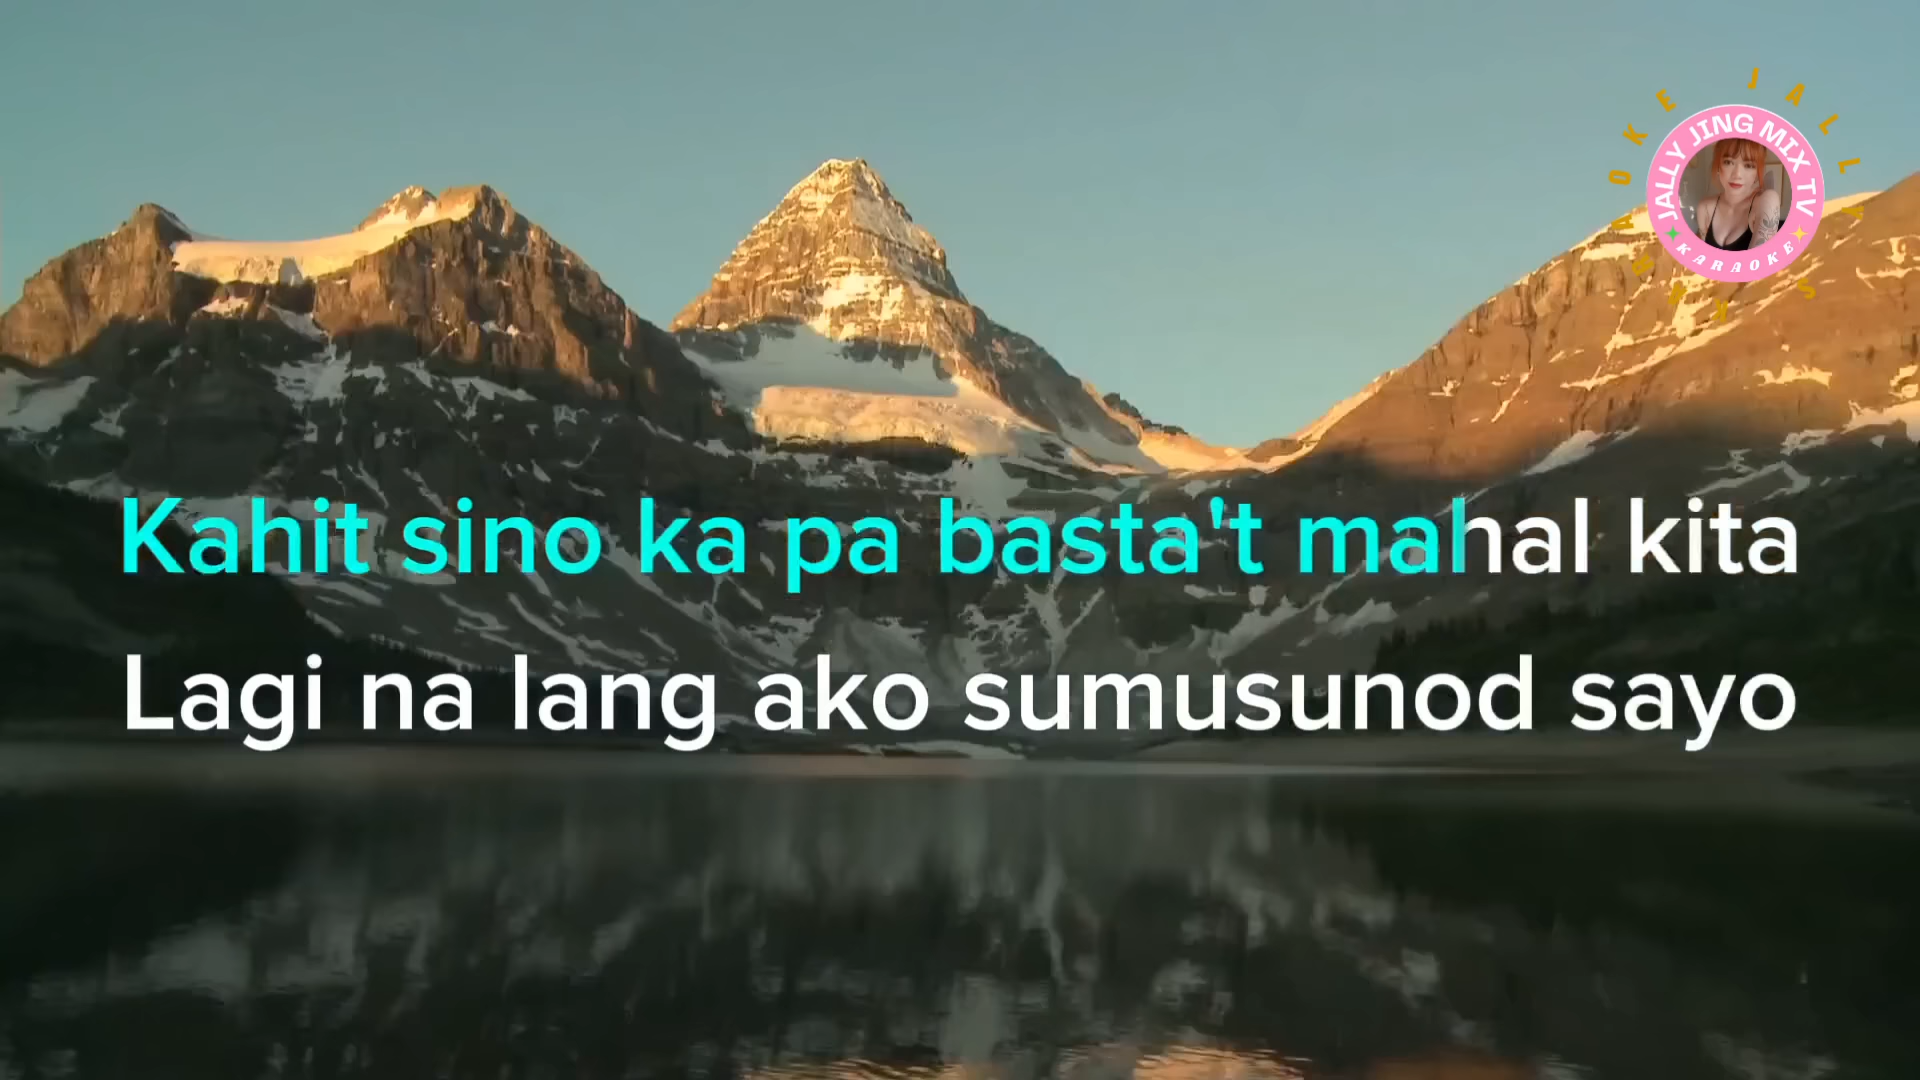 JALLY JING MIX TV
KARAOKE
Kahit sino ka pa basta't mahal kita
Lagi na lang ako sumusunod sayo